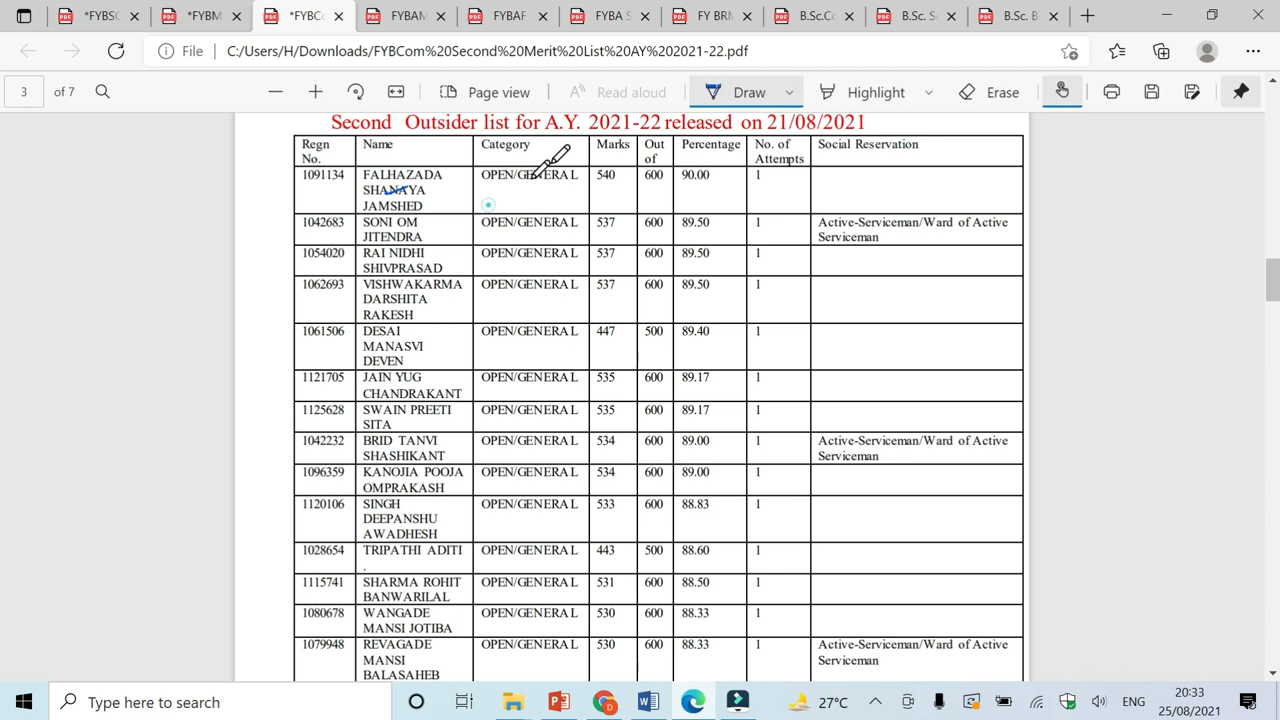 *FYBSC
*FYBM
*FYBC
*FYBAM
FYBAF
FYBA S
FY BRM
B.Sc.Co
B.Sc. S
B.Sc. B
File C:/Users/H/Downloads/FYBCom%20Second%20Merit%20List%20AY%202021-22.pdf
3 of 7 Page view Read aloud Draw Highlight Erase
Second Outsider list for A.Y. 2021-22 released on 21/08/2021
Regn No. Name Category Marks Out of Percentage No. of Attempts Social Reservation
1091134 FALHAZADA SHANAYA JAMSHED OPEN/GENERAL 540 600 90.00 1
1042683 SONI OM JITENDRA OPEN/GENERAL 537 600 89.50 1 Active-Serviceman/Ward of Active Serviceman
1054020 RAI NIDHI SHIVPRASAD OPEN/GENERAL 537 600 89.50 1
1062693 VISHWAKARMA DARSHITA RAKESH OPEN/GENERAL 537 600 89.50 1
1061506 DESAI MANASVI DEVEN OPEN/GENERAL 447 500 89.40 1
1121705 JAIN YUG CHANDRAKANT OPEN/GENERAL 535 600 89.17 1
1125628 SWAIN PREETI SITA OPEN/GENERAL 535 600 89.17 1
1042232 BRID TANVI SHASHIKANT OPEN/GENERAL 534 600 89.00 1 Active-Serviceman/Ward of Active Serviceman
1096359 KANOJIA POOJA OMPRAKASH OPEN/GENERAL 534 600 89.00 1
1120106 SINGH DEEPANSHU AWADHESH OPEN/GENERAL 533 600 88.83 1
1028654 TRIPATHI ADITI . OPEN/GENERAL 443 500 88.60 1
1115741 SHARMA ROHIT BANWARILAL OPEN/GENERAL 531 600 88.50 1
1080678 WANGADE MANSI JOTIBA OPEN/GENERAL 530 600 88.33 1
1079948 REVAGADE MANSI BALASAHEB OPEN/GENERAL 530 600 88.33 1 Active-Serviceman/Ward of Active Serviceman
Type here to search 27°C ENG 20:33
25/08/2021